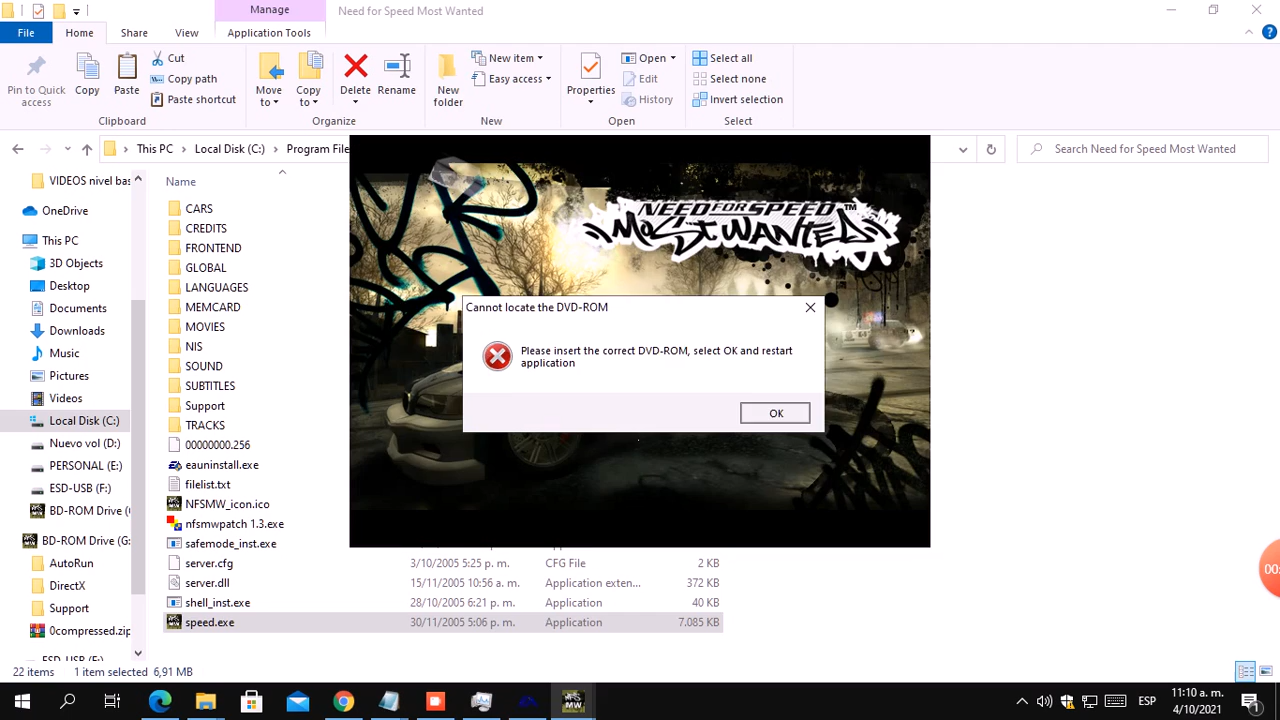 Manage
Need for Speed Most Wanted
File
Home
Share
View
Application Tools
Pin to Quick access
Copy
Paste
Cut
Copy path
Paste shortcut
Clipboard
Move to
Copy to
Delete
Rename
Organize
New folder
New item
Easy access
New
Properties
Open
Edit
History
Open
Select all
Select none
Invert selection
Select
This PC
Local Disk (C:)
Program File
Search Need for Speed Most Wanted
VIDEOS nivel bas
OneDrive
This PC
3D Objects
Desktop
Documents
Downloads
Music
Pictures
Videos
Local Disk (C:)
Nuevo vol (D:)
PERSONAL (E:)
ESD-USB (F:)
BD-ROM Drive (
BD-ROM Drive (G:
AutoRun
DirectX
Support
0compressed.zip
ESD-USB (F:)
Name
CARS
CREDITS
FRONTEND
GLOBAL
LANGUAGES
MEMCARD
MOVIES
NIS
SOUND
SUBTITLES
Support
TRACKS
00000000.256
eauninstall.exe
filelist.txt
NFSMW_icon.ico
nfsmwpatch 1.3.exe
safemode_inst.exe
server.cfg 3/10/2005 5:25 p. m. CFG File 2 KB
server.dll 15/11/2005 10:56 a. m. Application exten... 372 KB
shell_inst.exe 28/10/2005 6:21 p. m. Application 40 KB
speed.exe 30/11/2005 5:06 p. m. Application 7.085 KB
NEED FOR SPEED™
MOST WANTED
Cannot locate the DVD-ROM
Please insert the correct DVD-ROM, select OK and restart
application
OK
00:
22 items 1 item selected 6,91 MB
ESP
11:10 a. m.
4/10/2021
1